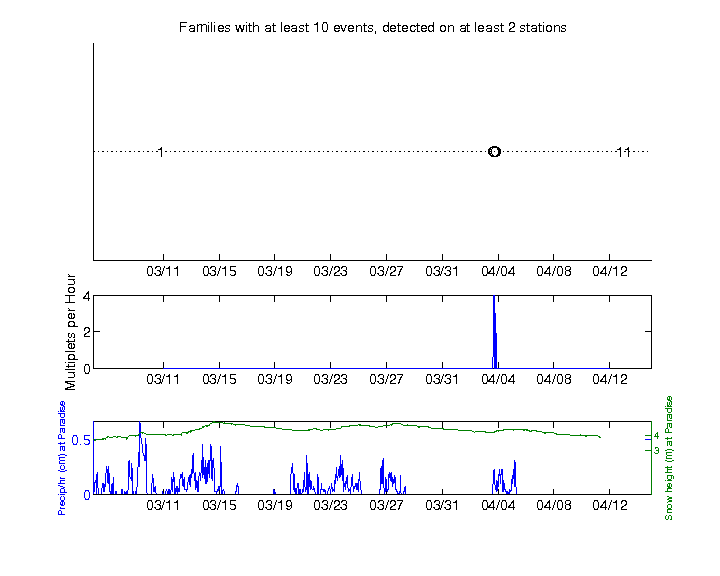 Families with at least 10 events, detected on at least 2 stations
1 O 11
03/11 03/15 03/19 03/23 03/27 03/31 04/04 04/08 04/12
Multiplets per Hour
4
2
0
03/11 03/15 03/19 03/23 03/27 03/31 04/04 04/08 04/12
Precip/hr (cm) at Paradise
0.5
0
4
3
Snow height (m) at Paradise
03/11 03/15 03/19 03/23 03/27 03/31 04/04 04/08 04/12